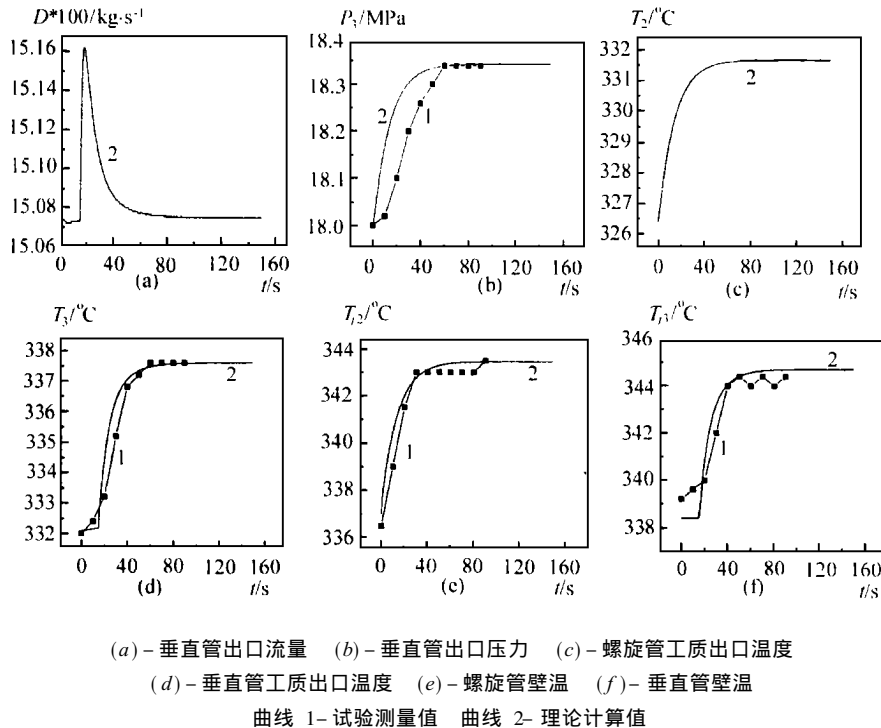 D*100/kg·s⁻¹
15.16
15.14
15.12
15.10
15.08
15.06
2
0 40 80 120 160
(a)
t/s
P₃/MPa
18.4
18.3
18.2
18.1
18.0
2
1
0 40 80 120 160
(b)
t/s
T₂/°C
332
331
330
329
328
327
326
2
0 40 80 120 160
(c)
t/s
T₃/°C
338
337
336
335
334
333
332
2
1
0 40 80 120 160
(d)
t/s
Tₜ₂/°C
344
342
340
338
336
2
1
0 40 80 120 160
(e)
t/s
Tₜ₃/°C
346
344
342
340
338
2
1
0 40 80 120 160
(f)
t/s
(a)–垂直管出口流量 (b)–垂直管出口压力 (c)–螺旋管工质出口温度
(d)–垂直管工质出口温度 (e)–螺旋管壁温 (f)–垂直管壁温
曲线 1–试验测量值 曲线 2–理论计算值